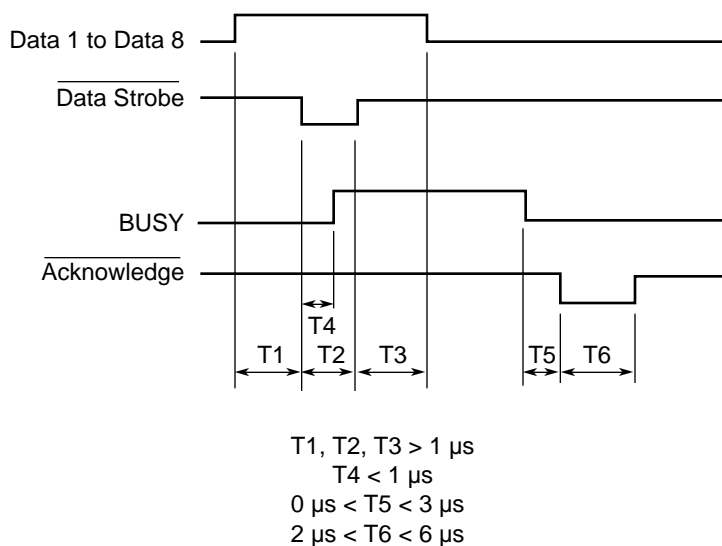 Data 1 to Data 8
Data Strobe
BUSY
Acknowledge
T4
T1 T2 T3 T5 T6
T1, T2, T3 > 1 µs
T4 < 1 µs
0 µs < T5 < 3 µs
2 µs < T6 < 6 µs